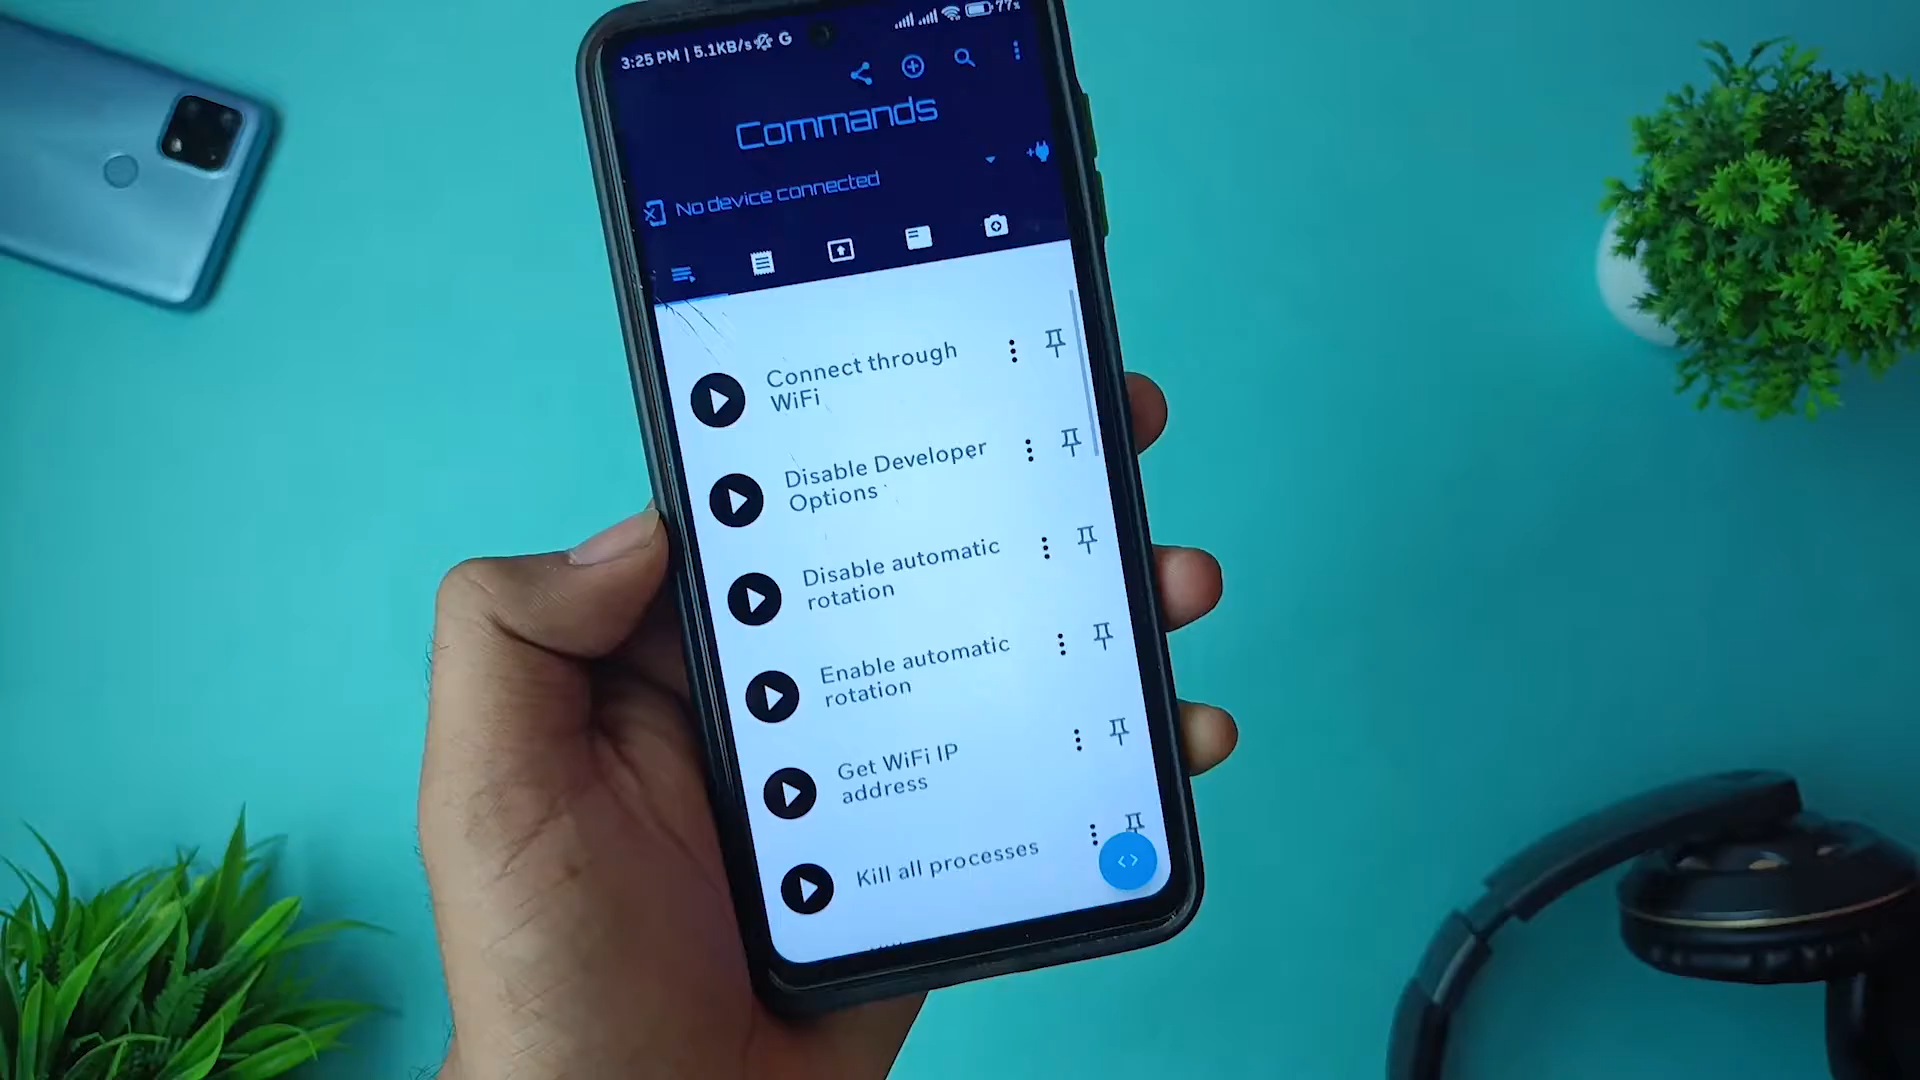 3:25 PM | 5.1KB/s G 77%
Commands
No device connected
Connect through
WiFi
Disable Developer
Options
Disable automatic
rotation
Enable automatic
rotation
Get WiFi IP
address
Kill all processes